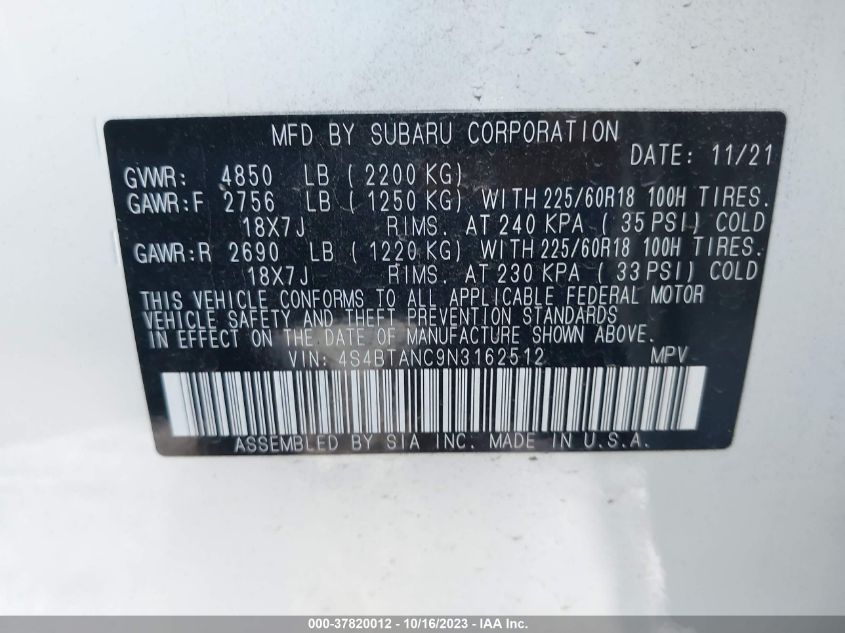 MFD BY SUBARU CORPORATION
DATE: 11/21
GVWR: 4850 LB ( 2200 KG)
GAWR:F 2756 LB ( 1250 KG) WITH 225/60R18 100H TIRES.
18X7J RIMS. AT 240 KPA ( 35 PSI) COLD
GAWR:R 2690 LB ( 1220 KG) WITH 225/60R18 100H TIRES.
18X7J RIMS. AT 230 KPA ( 33 PSI) COLD
THIS VEHICLE CONFORMS TO ALL APPLICABLE FEDERAL MOTOR
VEHICLE SAFETY AND THEFT PREVENTION STANDARDS
IN EFFECT ON THE DATE OF MANUFACTURE SHOWN ABOVE.
VIN: 4S4BTANC9N3162512 MPV
ASSEMBLED BY SIA INC. MADE IN U.S.A.
000-37820012 - 10/16/2023 - IAA Inc.